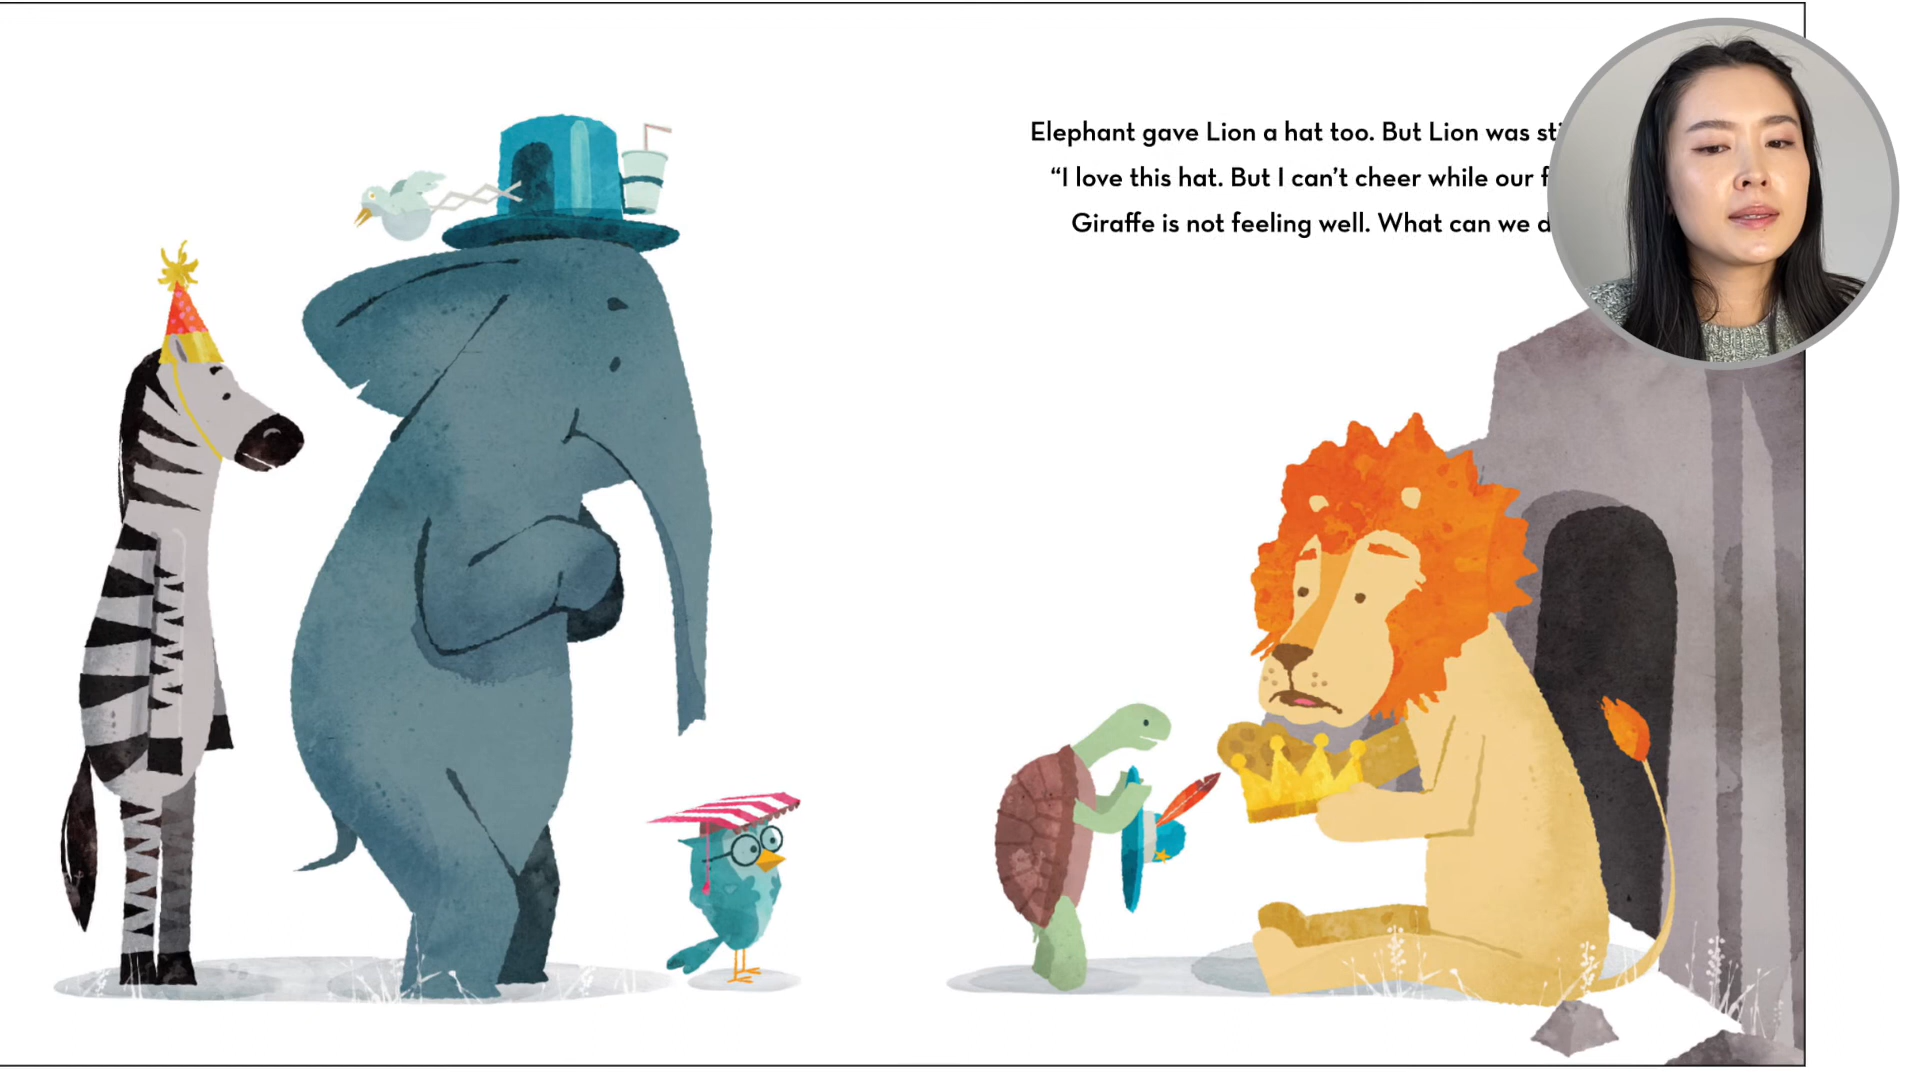 Elephant gave Lion a hat too. But Lion was
“I love this hat. But I can’t cheer while our
Giraffe is not feeling well. What can we